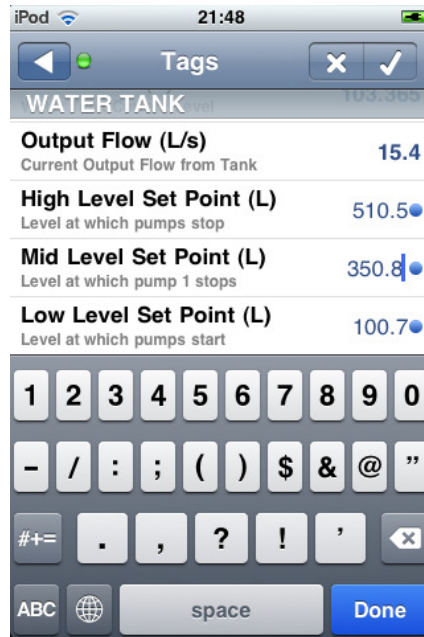 iPod 21:48
Tags
103.365
WATER TANK
Output Flow (L/s)
15.4
Current Output Flow from Tank
High Level Set Point (L)
510.5
Level at which pumps stop
Mid Level Set Point (L)
350.8
Level at which pump 1 stops
Low Level Set Point (L)
100.7
Level at which pumps start
1 2 3 4 5 6 7 8 9 0
- / : ; ( ) $ & @ ”
#+= . , ? ! ’
ABC space Done